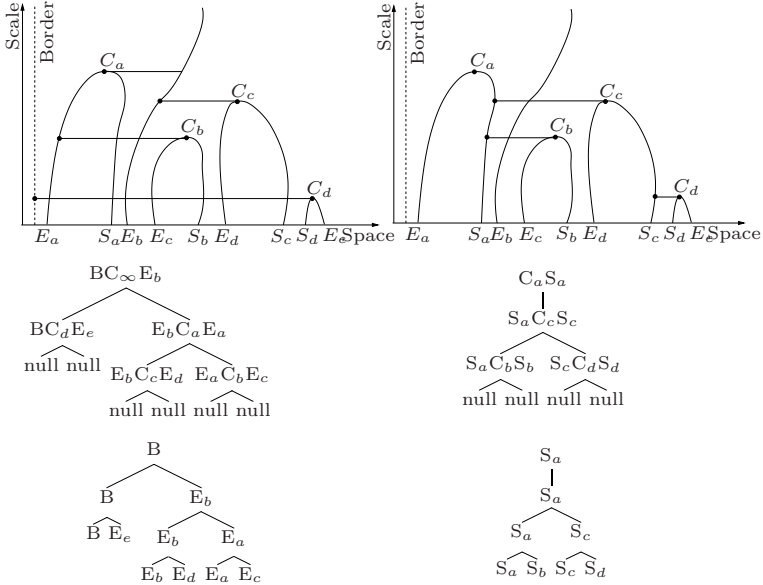 Scale
Border
C_a
C_b
C_c
C_d
E_a S_a E_b E_c S_b E_d S_c S_d E_e Space
Scale
Border
C_a
C_c
C_b
C_d
E_a S_a E_b E_c S_b E_d S_c S_d E_e Space
BC_∞E_b
BC_dE_e E_bC_aE_a
null null E_bC_cE_d E_aC_bE_c
null null null null
C_aS_a
S_aC_cS_c
S_aC_bS_b S_cC_dS_d
null null null null
B
B E_b
B E_e E_b E_a
E_b E_d E_a E_c
S_a
S_a
S_a S_c
S_a S_b S_c S_d